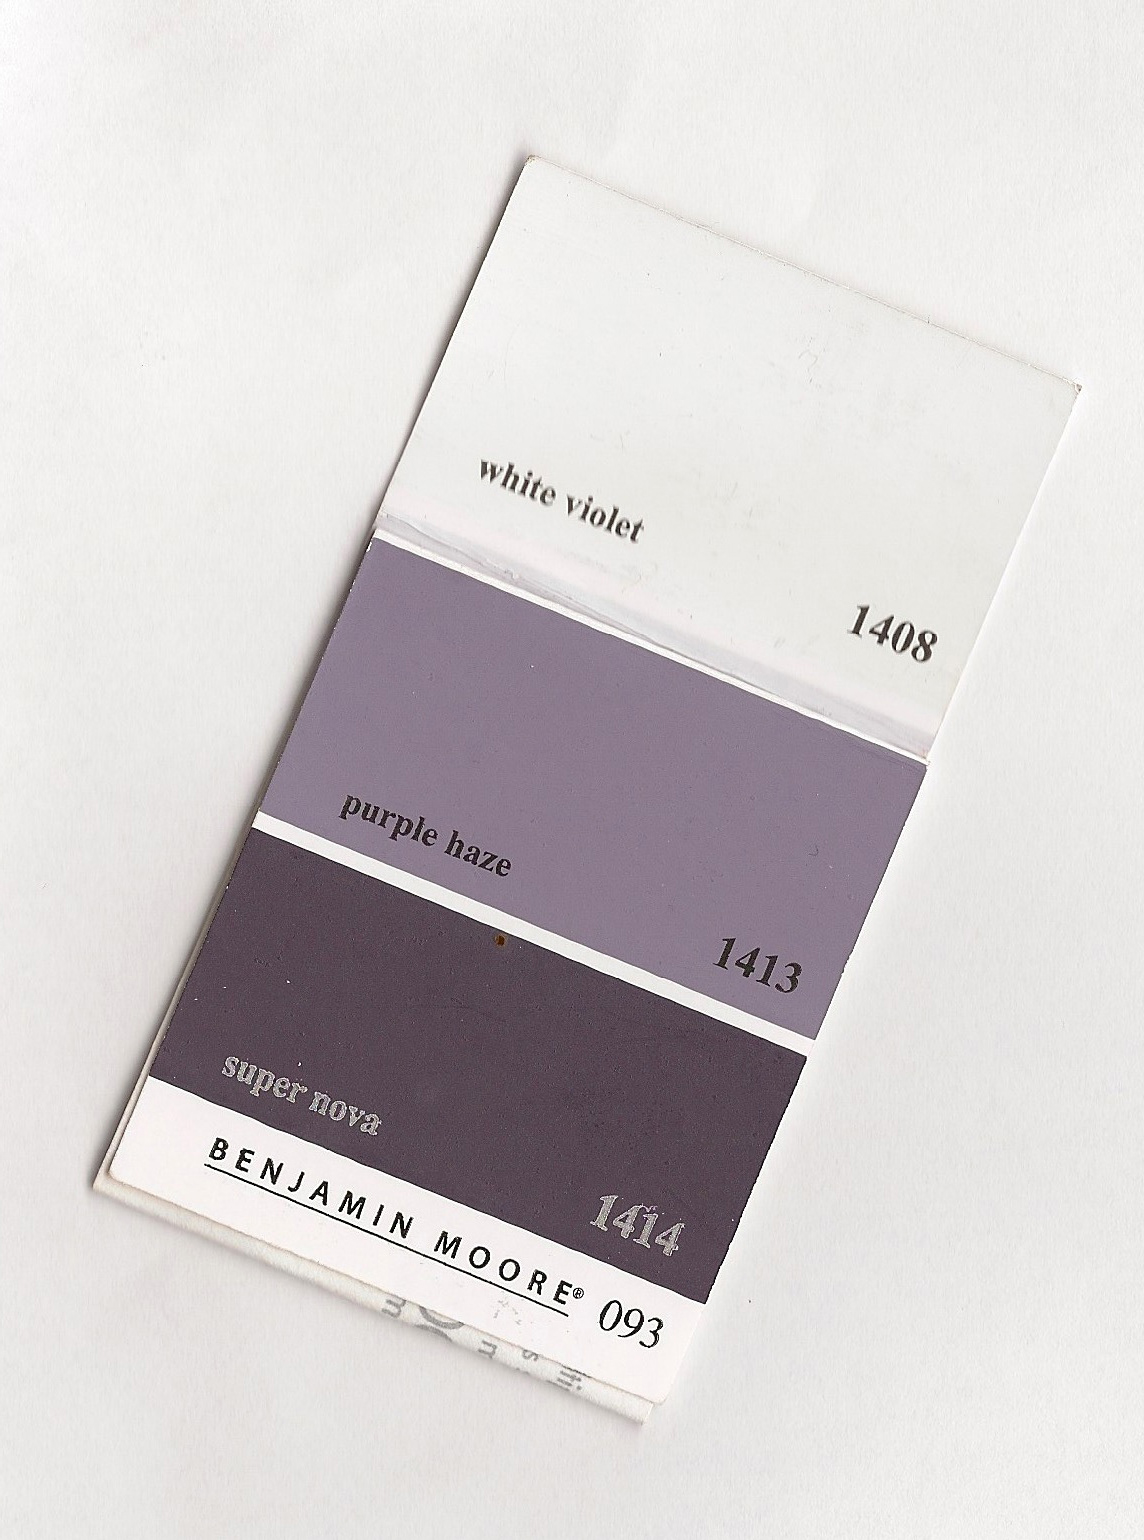 white violet
1408
purple haze
1413
super nova
1414
BENJAMIN MOORE® 093